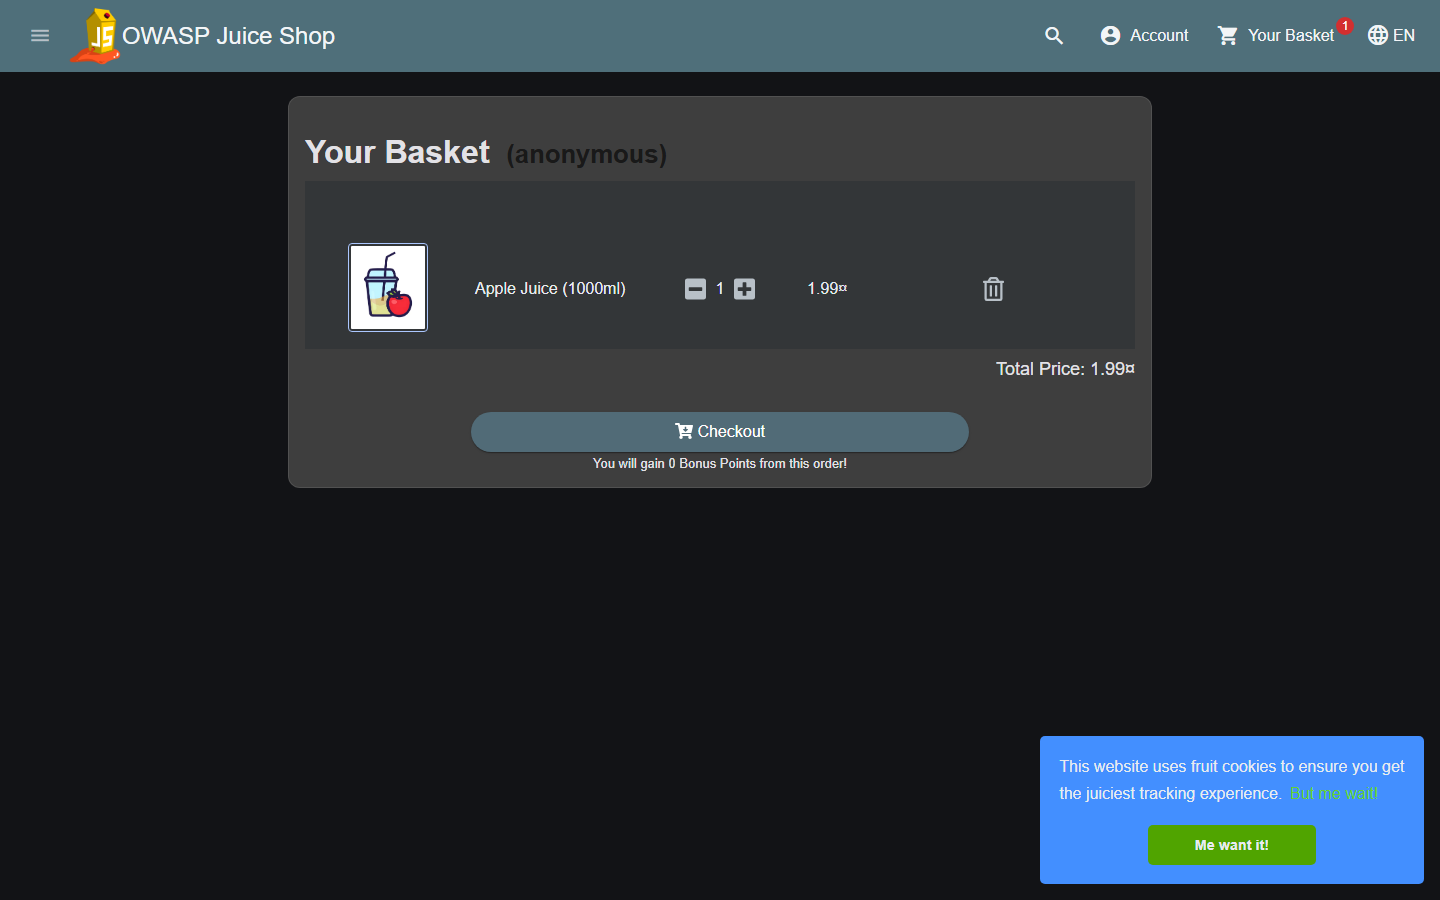 OWASP Juice Shop
Account
Your Basket
1
EN
Your Basket (anonymous)
Apple Juice (1000ml)
1
1.99¤
Total Price: 1.99¤
Checkout
You will gain 0 Bonus Points from this order!
This website uses fruit cookies to ensure you get
the juiciest tracking experience. But me wait!
Me want it!